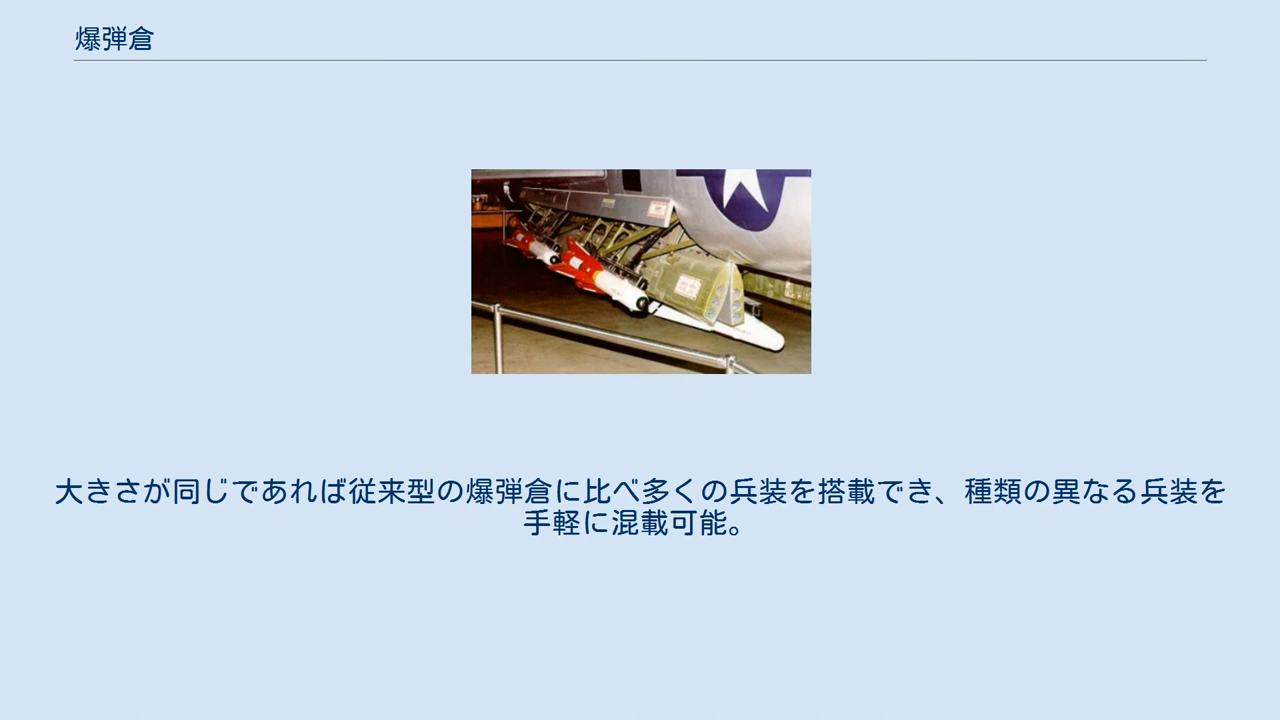 爆弾倉
大きさが同じであれば従来型の爆弾倉に比べ多くの兵装を搭載でき、種類の異なる兵装を
手軽に混載可能。